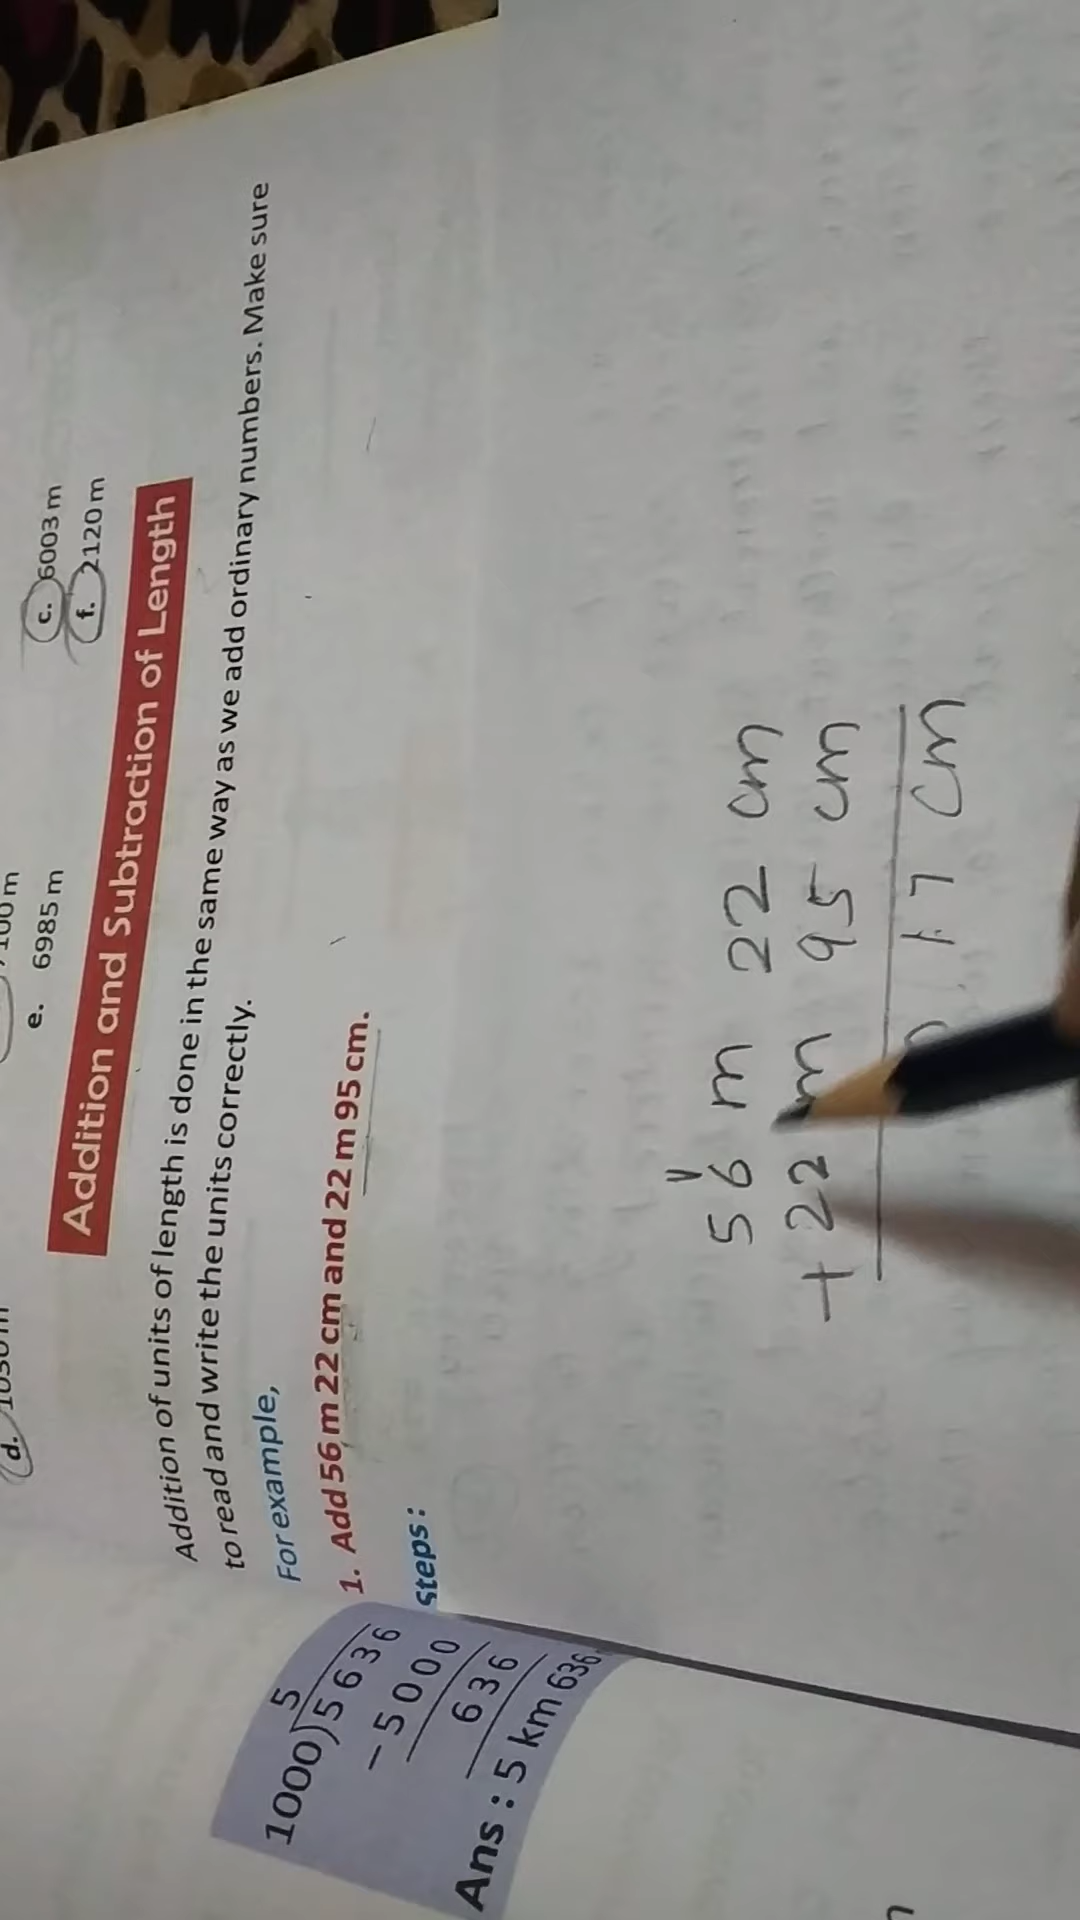 e. 6985 m
c. 6003 m
d.
f. 2120 m
Addition and Subtraction of Length
Addition of units of length is done in the same way as we add ordinary numbers. Make sure
to read and write the units correctly.
For example,
1. Add 56 m 22 cm and 22 m 95 cm.
Steps:
5
1000)5636
-5000
636
Ans : 5 km 636
56 m 22 cm
+ 22 m 95 cm
17 cm